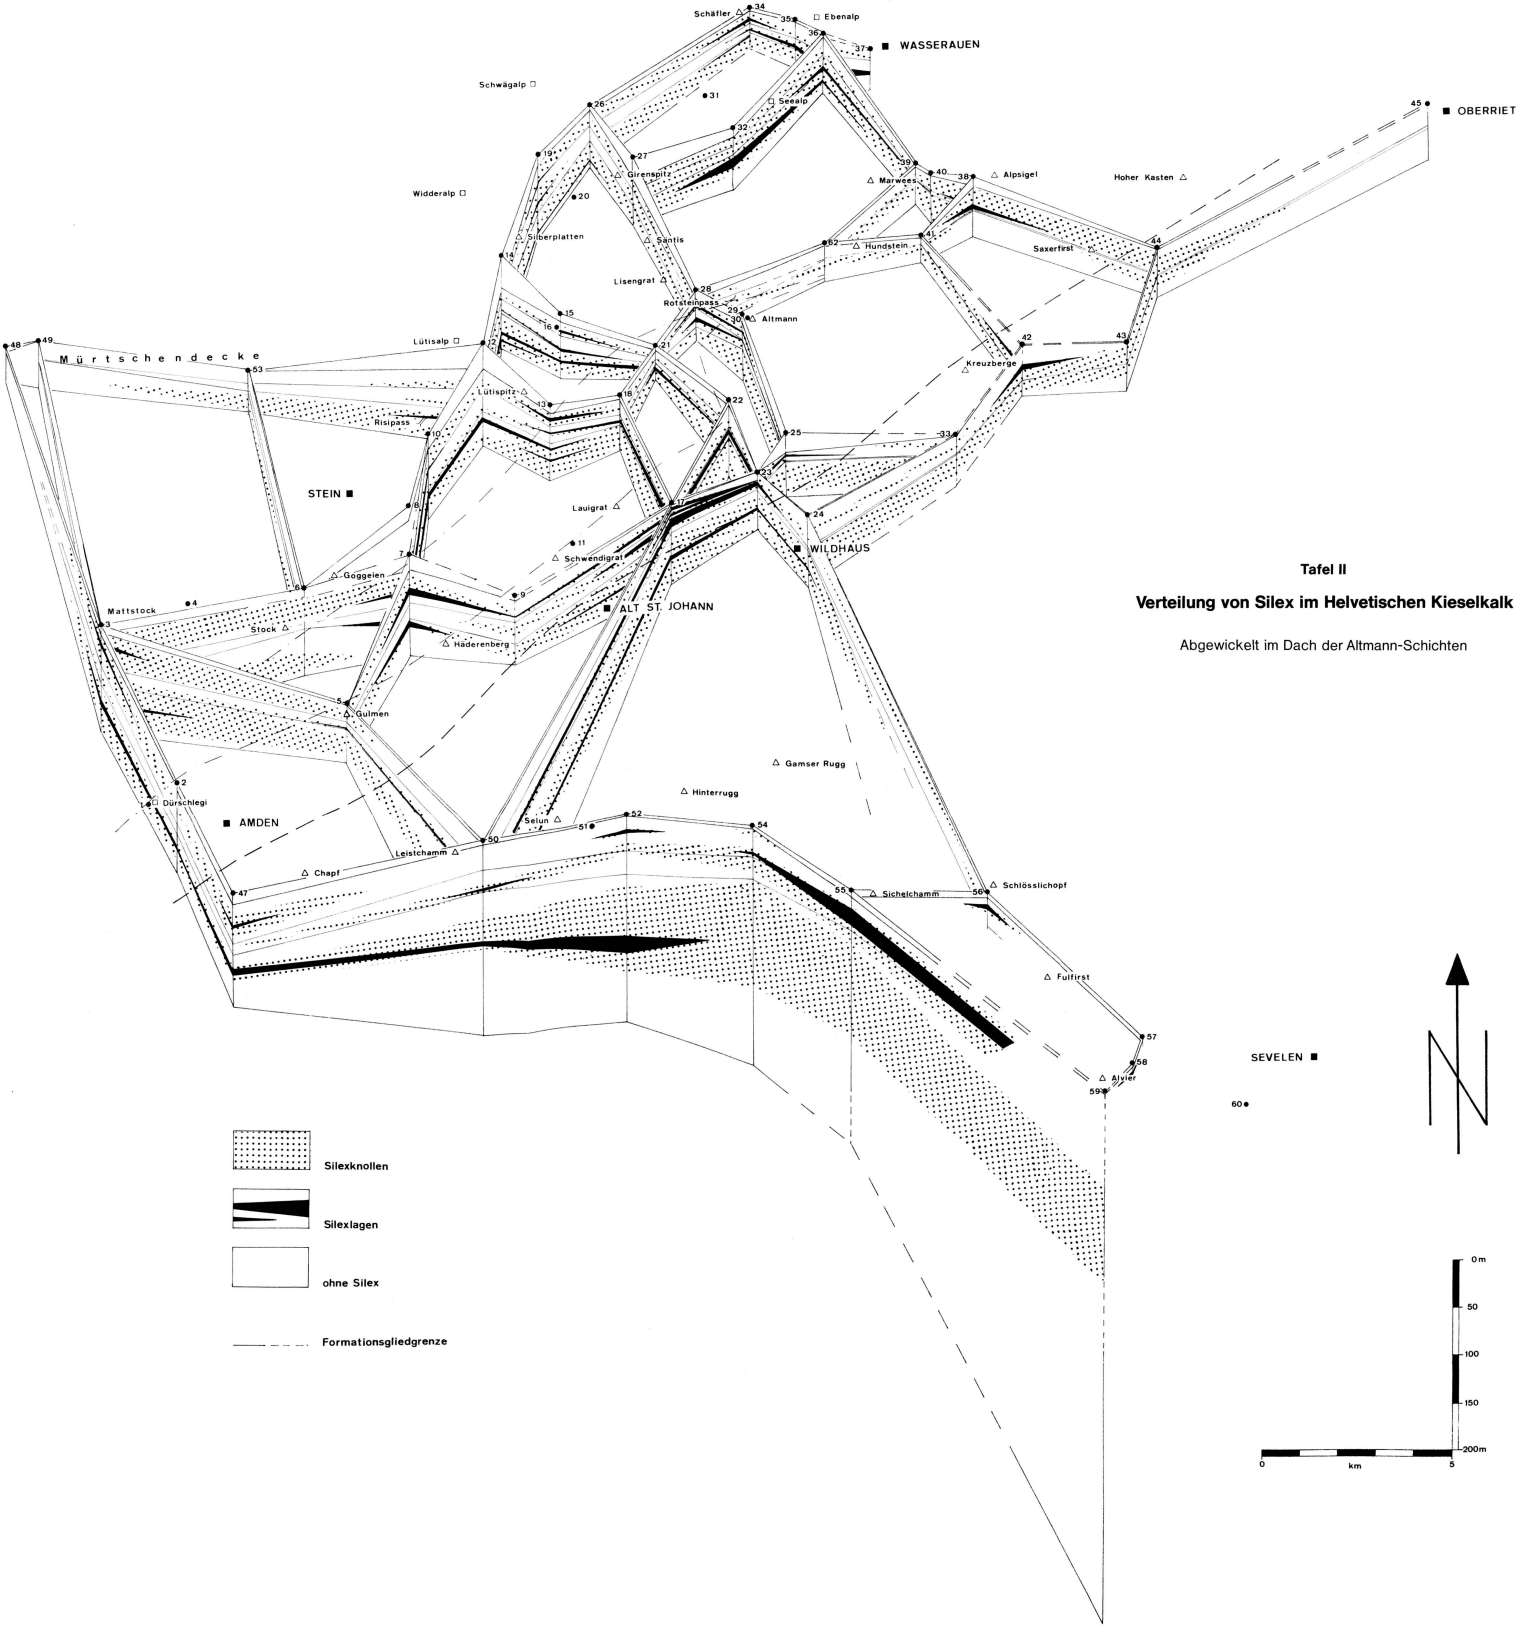 34
Schäfler
35
Ebenalp
36
37
WASSERAUEN
Schwägalp
31
Seealp
26
45
OBERRIET
32
19
27
39
40
38
Alpsigel
Hoher Kasten
Girenspitz
Marwees
Widderalp
20
Silberplatten
Säntis
62
41
Hundstein
44
Saxerfirst
14
Lisengrat
28
Rotsteinpass
15
29
16
30
Altmann
48
49
Lütisalp
12
21
42
43
Mürtschendecke
53
Kreuzberge
Lütispitz
13
18
22
Risipass
10
25
33
23
STEIN
8
Lauigrat
17
24
11
WILDHAUS
7
Schwendigrat
Tafel II
6
Goggeien
9
Mattstock
4
ALT ST. JOHANN
Verteilung von Silex im Helvetischen Kieselkalk
3
Stock
Häderenberg
Abgewickelt im Dach der Altmann-Schichten
5
Gulmen
Gamser Rugg
2
Hinterrugg
1
Dürschlegi
AMDEN
Selun
51
52
54
50
Leistchamm
Chapf
47
55
Sichelchamm
56
Schlösslichopf
Fulfirst
57
SEVELEN
58
Alvier
59
60
Silexknollen
Silexlagen
0 m
ohne Silex
50
Formationsgliedgrenze
100
150
200m
0
km
5